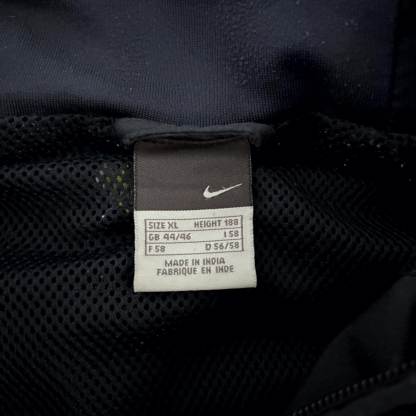 SIZE XL HEIGHT 188
GB 44/46 I 58
F 58 D 56/58
MADE IN INDIA
FABRIQUE EN INDE